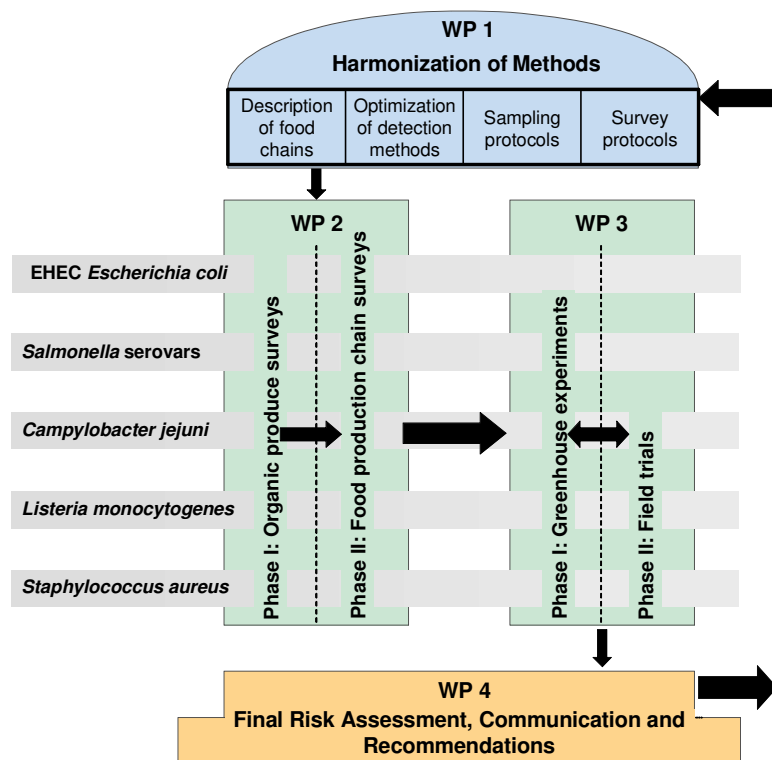 WP 1
Harmonization of Methods
Description
of food
chains
Optimization
of detection
methods
Sampling
protocols
Survey
protocols
WP 2
WP 3
EHEC Escherichia coli
Salmonella serovars
Campylobacter jejuni
Listeria monocytogenes
Staphylococcus aureus
Phase I: Organic produce surveys
Phase II: Food production chain surveys
Phase I: Greenhouse experiments
Phase II: Field trials
WP 4
Final Risk Assessment, Communication and
Recommendations